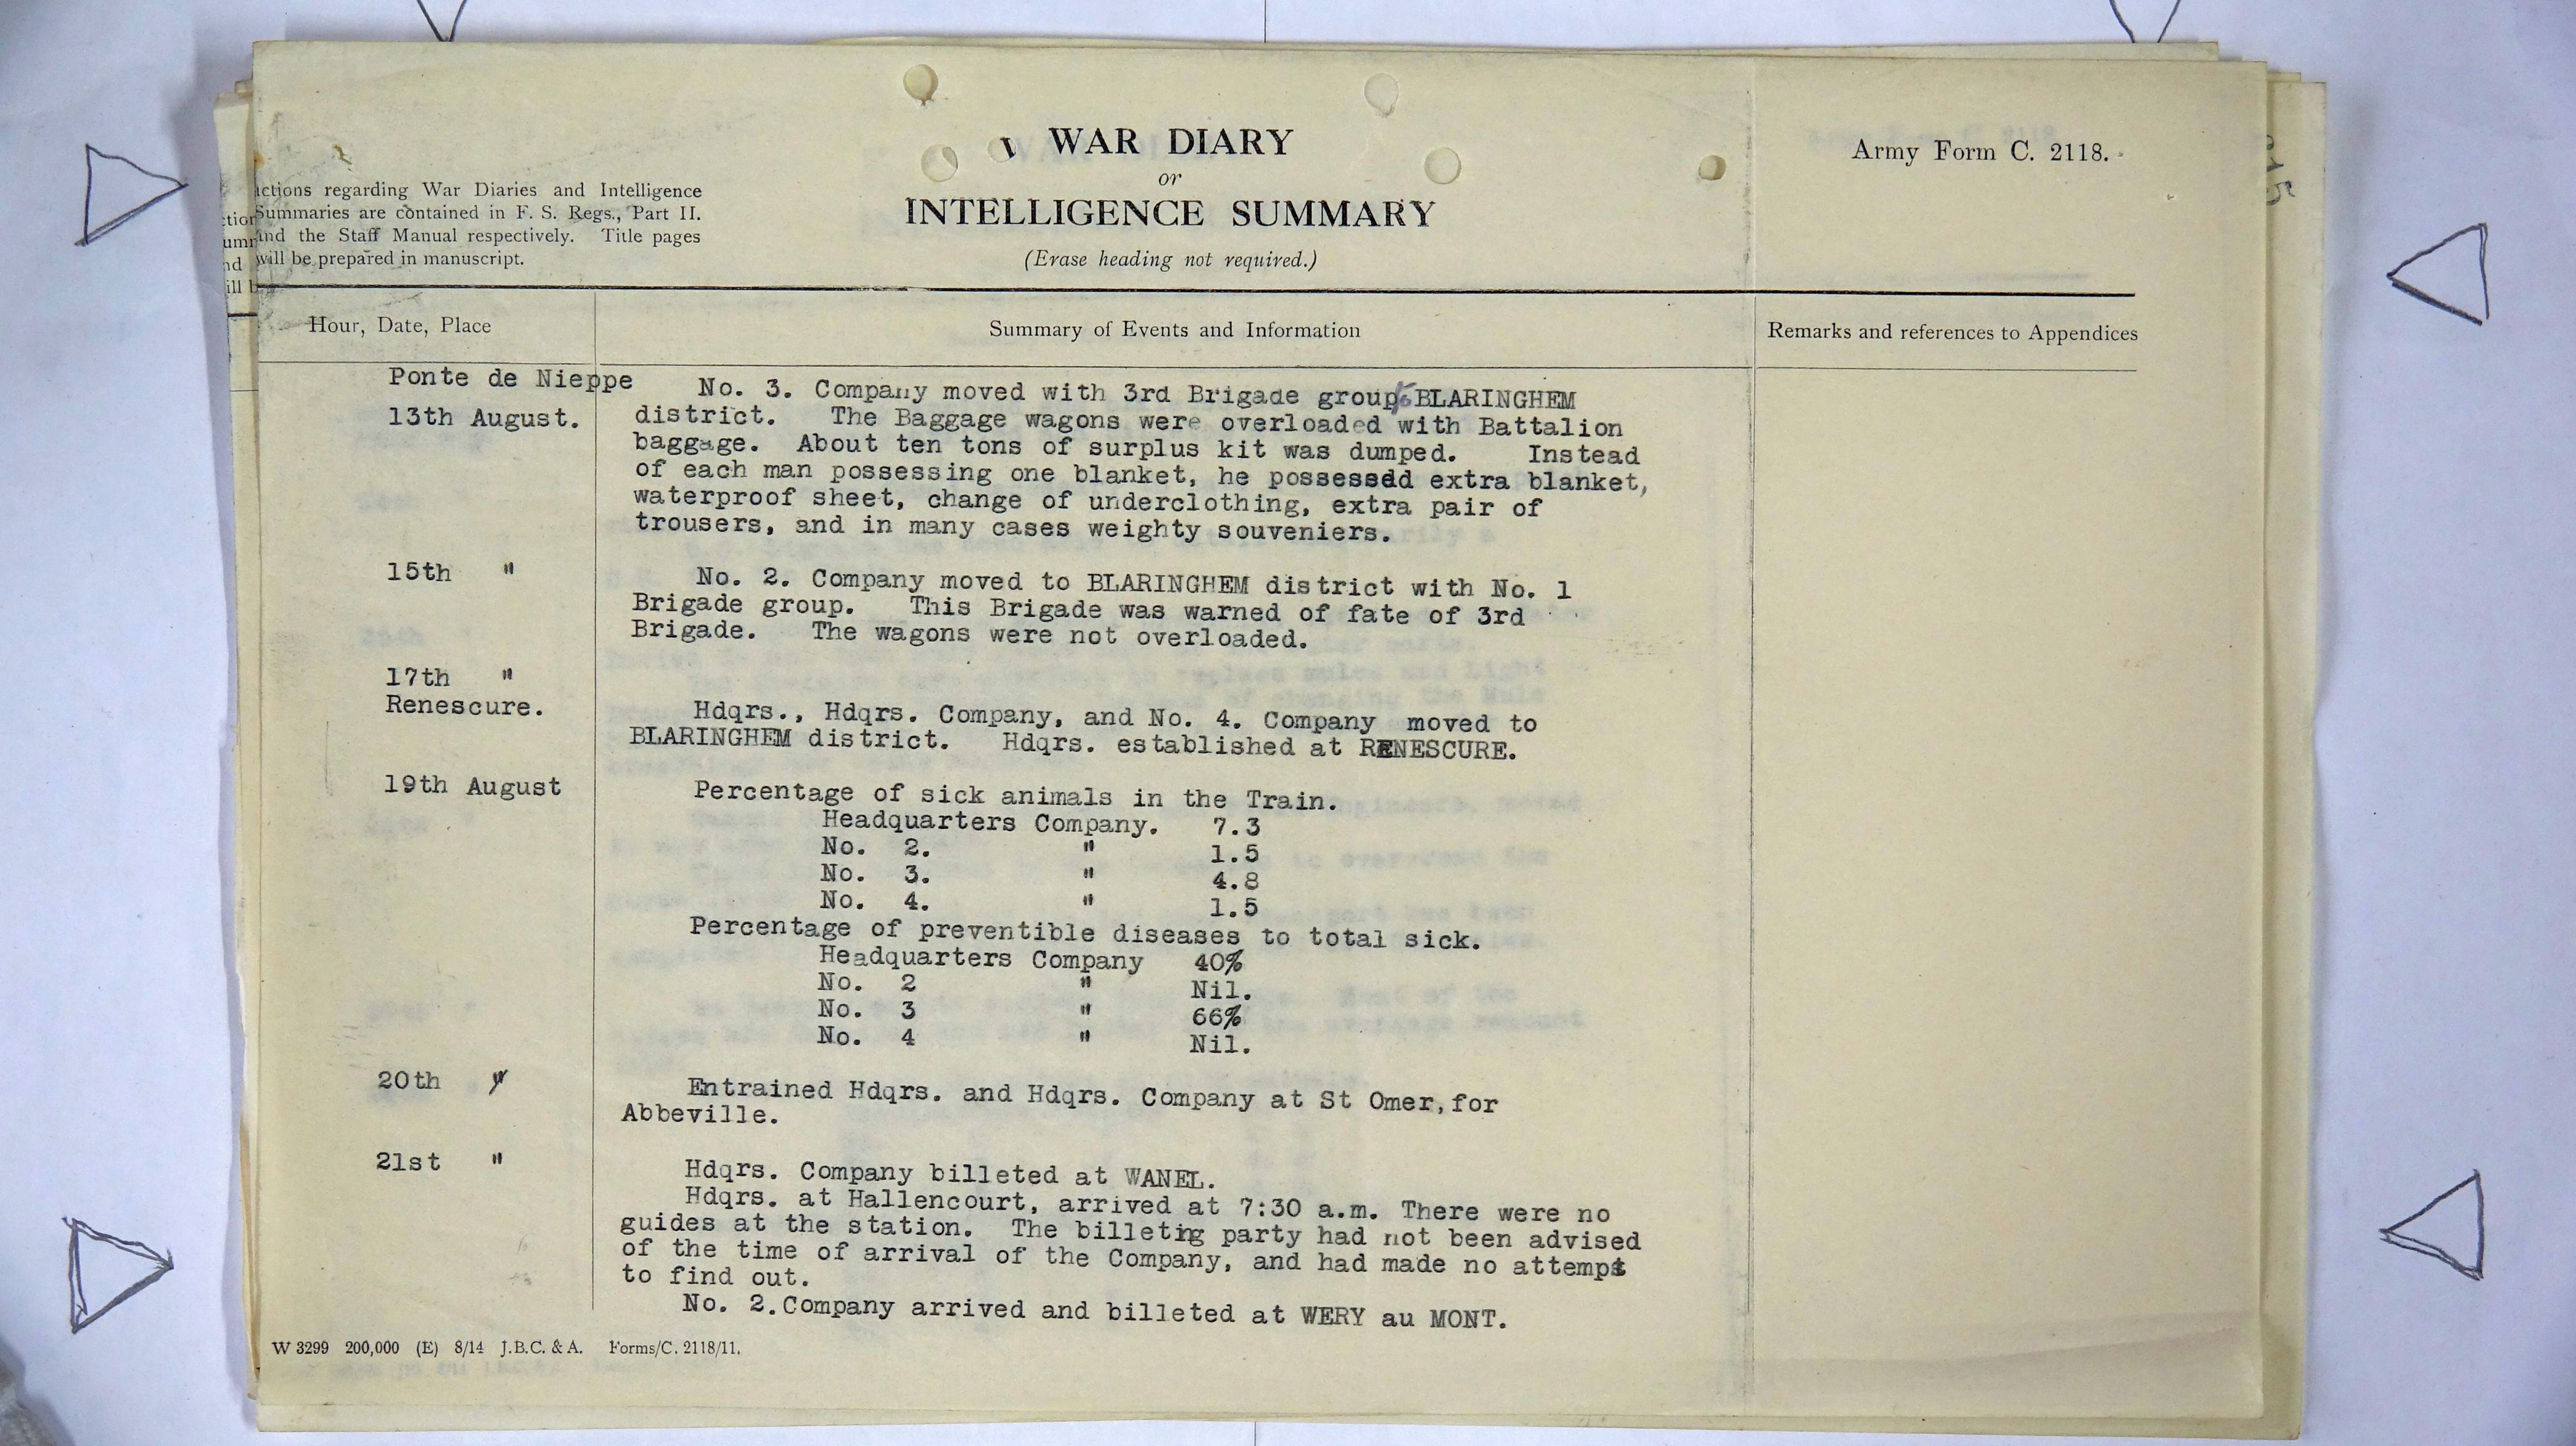 WAR DIARY
Army Form C. 2118.
or
INTELLIGENCE SUMMARY
(Erase heading not required.)
ctions regarding War Diaries and Intelligence
Summaries are contained in F. S. Regs., Part II.
and the Staff Manual respectively. Title pages
will be prepared in manuscript.
Hour, Date, Place
Summary of Events and Information
Remarks and references to Appendices
Ponte de Nieppe
13th August.
No. 3. Company moved with 3rd Brigade group to BLARINGHEM
district. The Baggage wagons were overloaded with Battalion
baggage. About ten tons of surplus kit was dumped. Instead
of each man possessing one blanket, he possessdd extra blanket,
waterproof sheet, change of underclothing, extra pair of
trousers, and in many cases weighty souveniers.
15th "
No. 2. Company moved to BLARINGHEM district with No. 1
Brigade group. This Brigade was warned of fate of 3rd
Brigade. The wagons were not overloaded.
17th "
Renescure.
Hdqrs., Hdqrs. Company, and No. 4. Company moved to
BLARINGHEM district. Hdqrs. established at RENESCURE.
19th August
Percentage of sick animals in the Train.
Headquarters Company. 7.3
No. 2. " 1.5
No. 3. " 4.8
No. 4. " 1.5
Percentage of preventible diseases to total sick.
Headquarters Company 40%
No. 2 " Nil.
No. 3 " 66%
No. 4 " Nil.
20th "
Entrained Hdqrs. and Hdqrs. Company at St Omer, for
Abbeville.
21st "
Hdqrs. Company billeted at WANEL.
Hdqrs. at Hallencourt, arrived at 7:30 a.m. There were no
guides at the station. The billeting party had not been advised
of the time of arrival of the Company, and had made no attempt
to find out.
No. 2.Company arrived and billeted at WERY au MONT.
W 3299 200,000 (E) 8/14 J.B.C. & A. Forms/C. 2118/11.